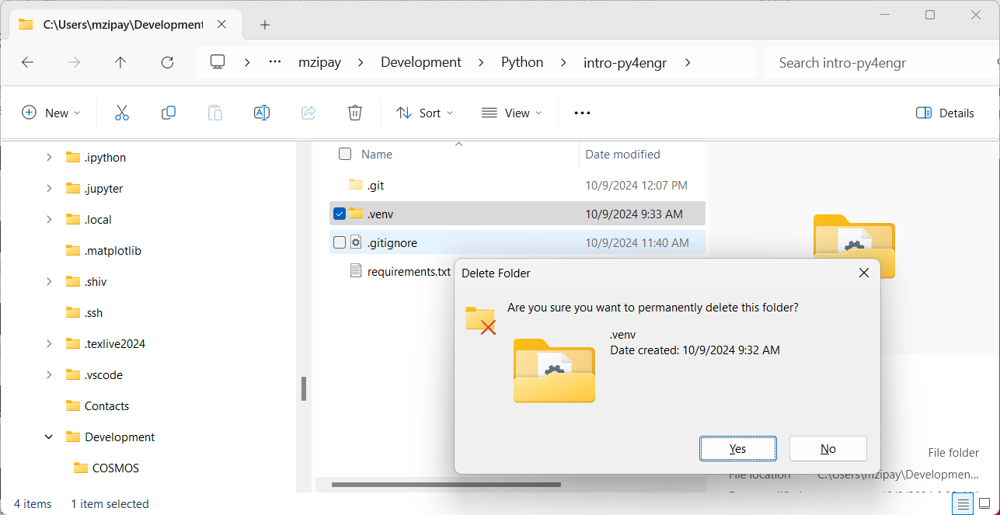 C:\Users\mzipay\Development
mzipay Development Python intro-py4engr Search intro-py4engr
New Sort View Details
.ipython
.jupyter
.local
.matplotlib
.shiv
.ssh
.texlive2024
.vscode
Contacts
Development
COSMOS
Name Date modified
.git 10/9/2024 12:07 PM
.venv 10/9/2024 9:33 AM
.gitignore 10/9/2024 11:40 AM
requirements.txt
Delete Folder
Are you sure you want to permanently delete this folder?
.venv
Date created: 10/9/2024 9:32 AM
Yes No
File folder
File location C:\Users\mzipay\Developmen...
4 items 1 item selected